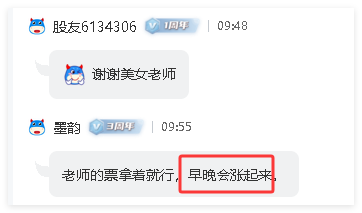 股友6134306 1周年 | 09:48
谢谢美女老师
墨韵 3周年 | 09:55
老师的票拿着就行，早晚会涨起来，